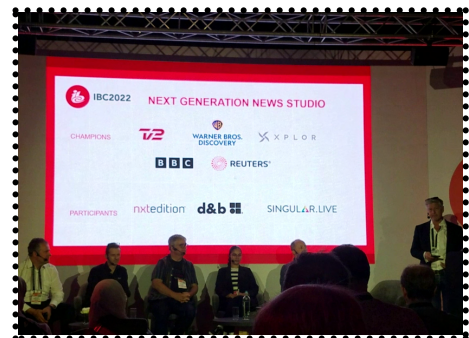 IBC2022
NEXT GENERATION NEWS STUDIO
CHAMPIONS
TV2
WARNER BROS.
DISCOVERY
XPLOR
BBC
REUTERS
PARTICIPANTS
nxtedition
d&b
SINGULAR.LIVE